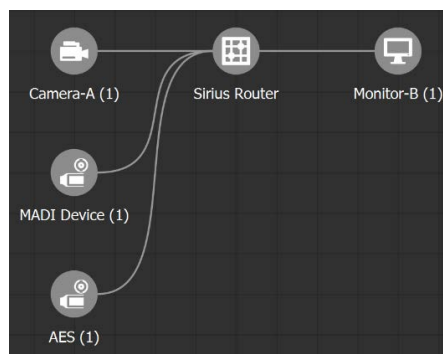 Camera-A (1)
Sirius Router
Monitor-B (1)
MADI Device (1)
AES (1)